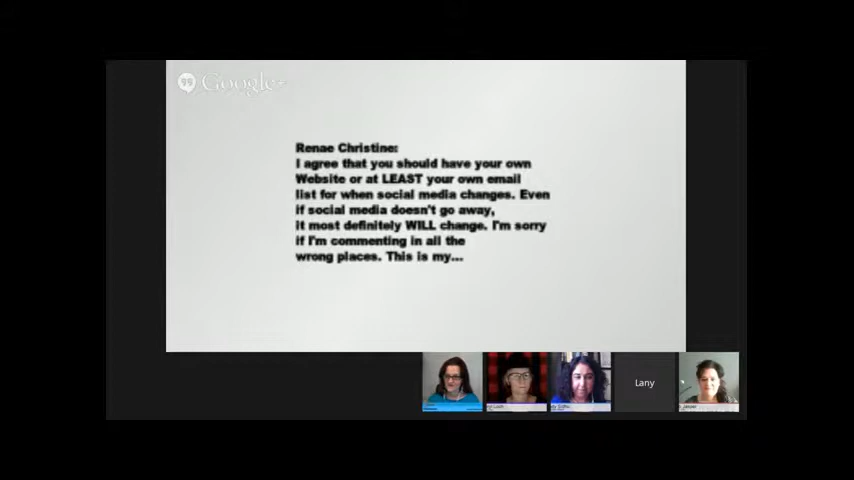 Google+
Renae Christine:
I agree that you should have your own
Website or at LEAST your own email
list for when social media changes. Even
if social media doesn't go away,
it most definitely WILL change. I'm sorry
if I'm commenting in all the
wrong places. This is my...
Lany